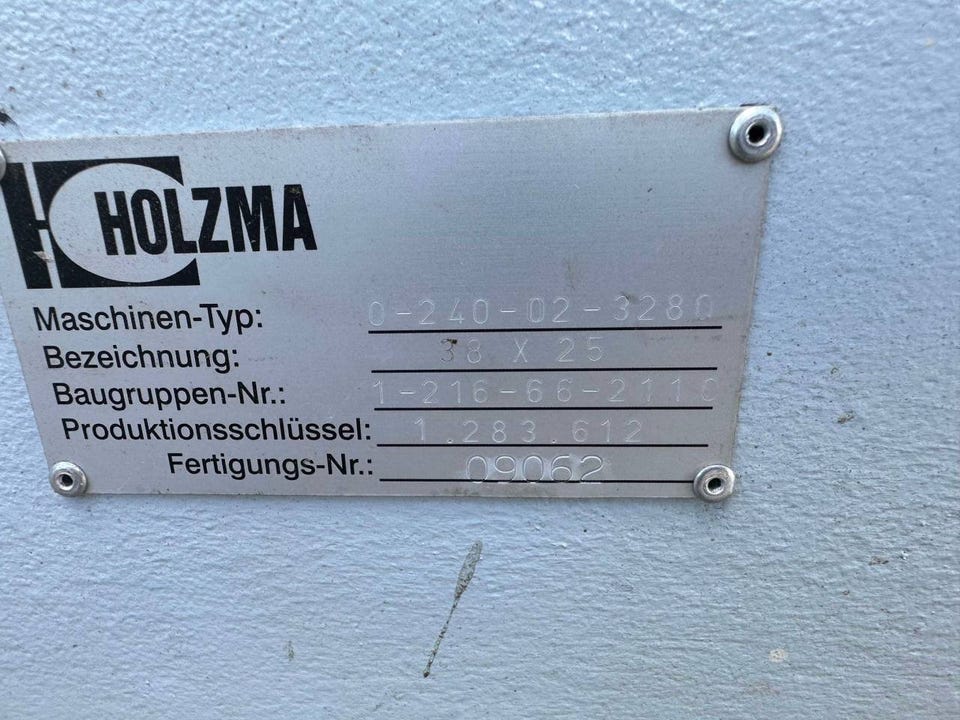 HOLZMA
Maschinen-Typ: 0-240-02-3280
Bezeichnung: 38 X 25
Baugruppen-Nr.: 1-216-66-2110
Produktionsschlüssel: 1.283.612
Fertigungs-Nr.: 09062